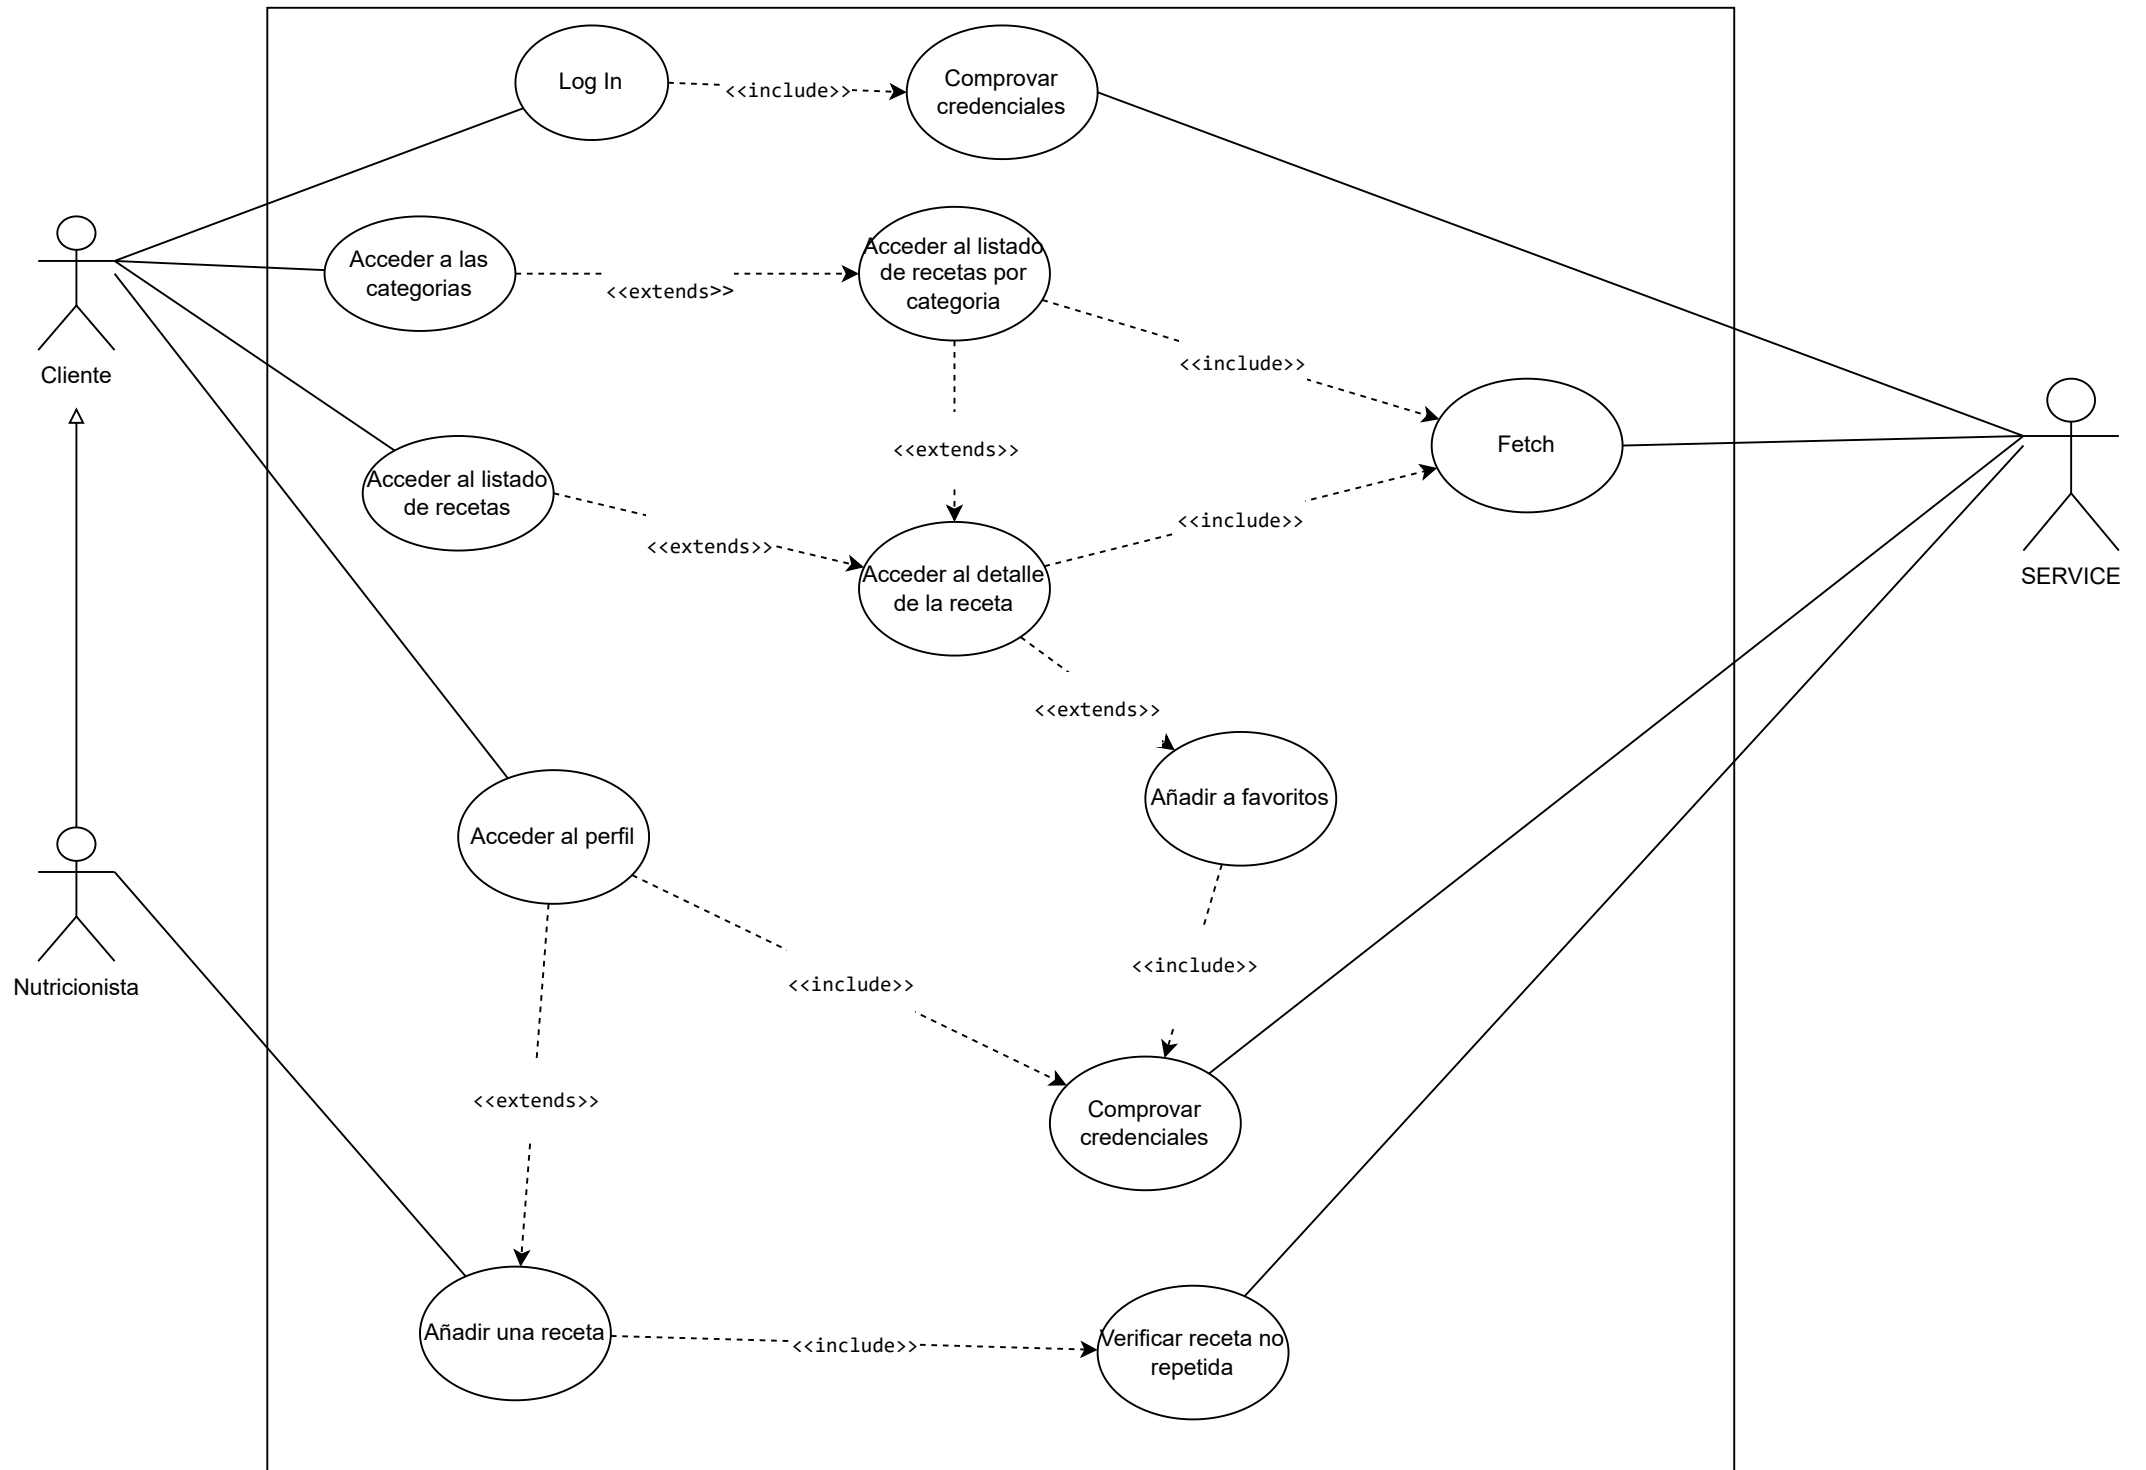 Log In
<<include>>
Comprovar
credenciales
Acceder a las
categorias
<<extends>>
Acceder al listado
de recetas por
categoria
Cliente
<<include>>
Acceder al listado
de recetas
<<extends>>
<<extends>>
Fetch
<<include>>
Acceder al detalle
de la receta
SERVICE
<<extends>>
Acceder al perfil
Añadir a favoritos
Nutricionista
<<include>>
<<include>>
<<extends>>
Comprovar
credenciales
Añadir una receta
<<include>>
Verificar receta no
repetida